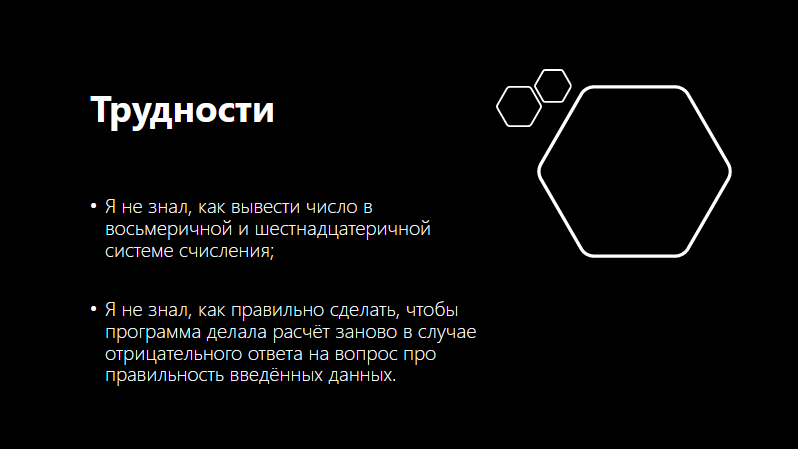 Трудности
• Я не знал, как вывести число в
восьмеричной и шестнадцатеричной
системе счисления;
• Я не знал, как правильно сделать, чтобы
программа делала расчёт заново в случае
отрицательного ответа на вопрос про
правильность введённых данных.